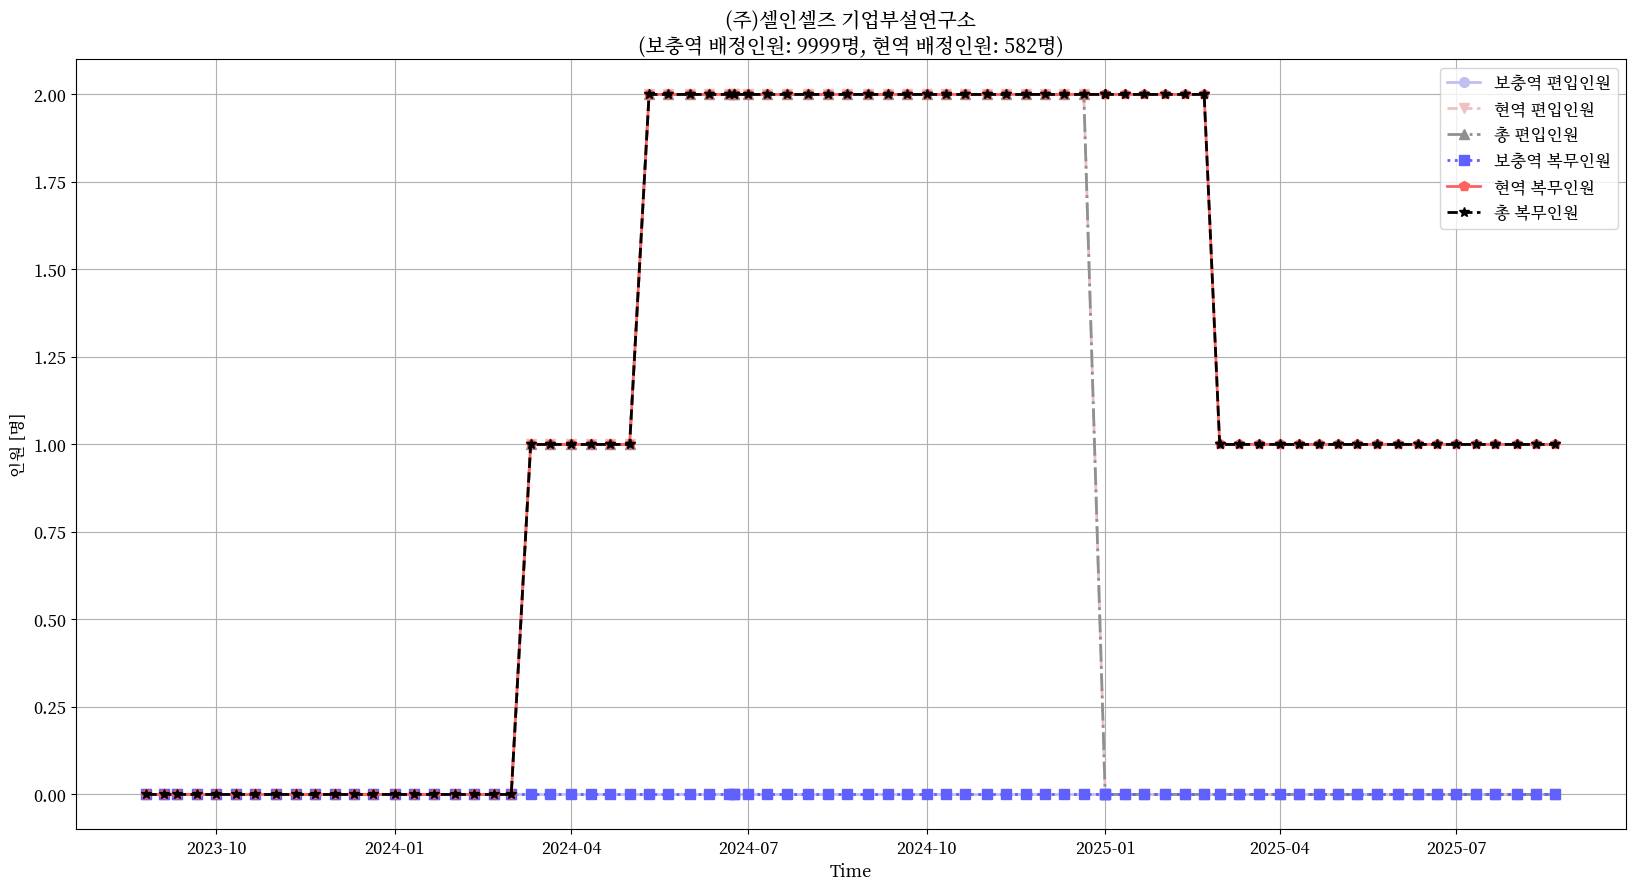 (주)셀인셀즈 기업부설연구소
(보충역 배정인원: 9999명, 현역 배정인원: 582명)
보충역 편입인원
현역 편입인원
총 편입인원
보충역 복무인원
현역 복무인원
총 복무인원
2.00
1.75
1.50
1.25
1.00
0.75
0.50
0.25
0.00
인원 [명]
2023-10 2024-01 2024-04 2024-07 2024-10 2025-01 2025-04 2025-07
Time